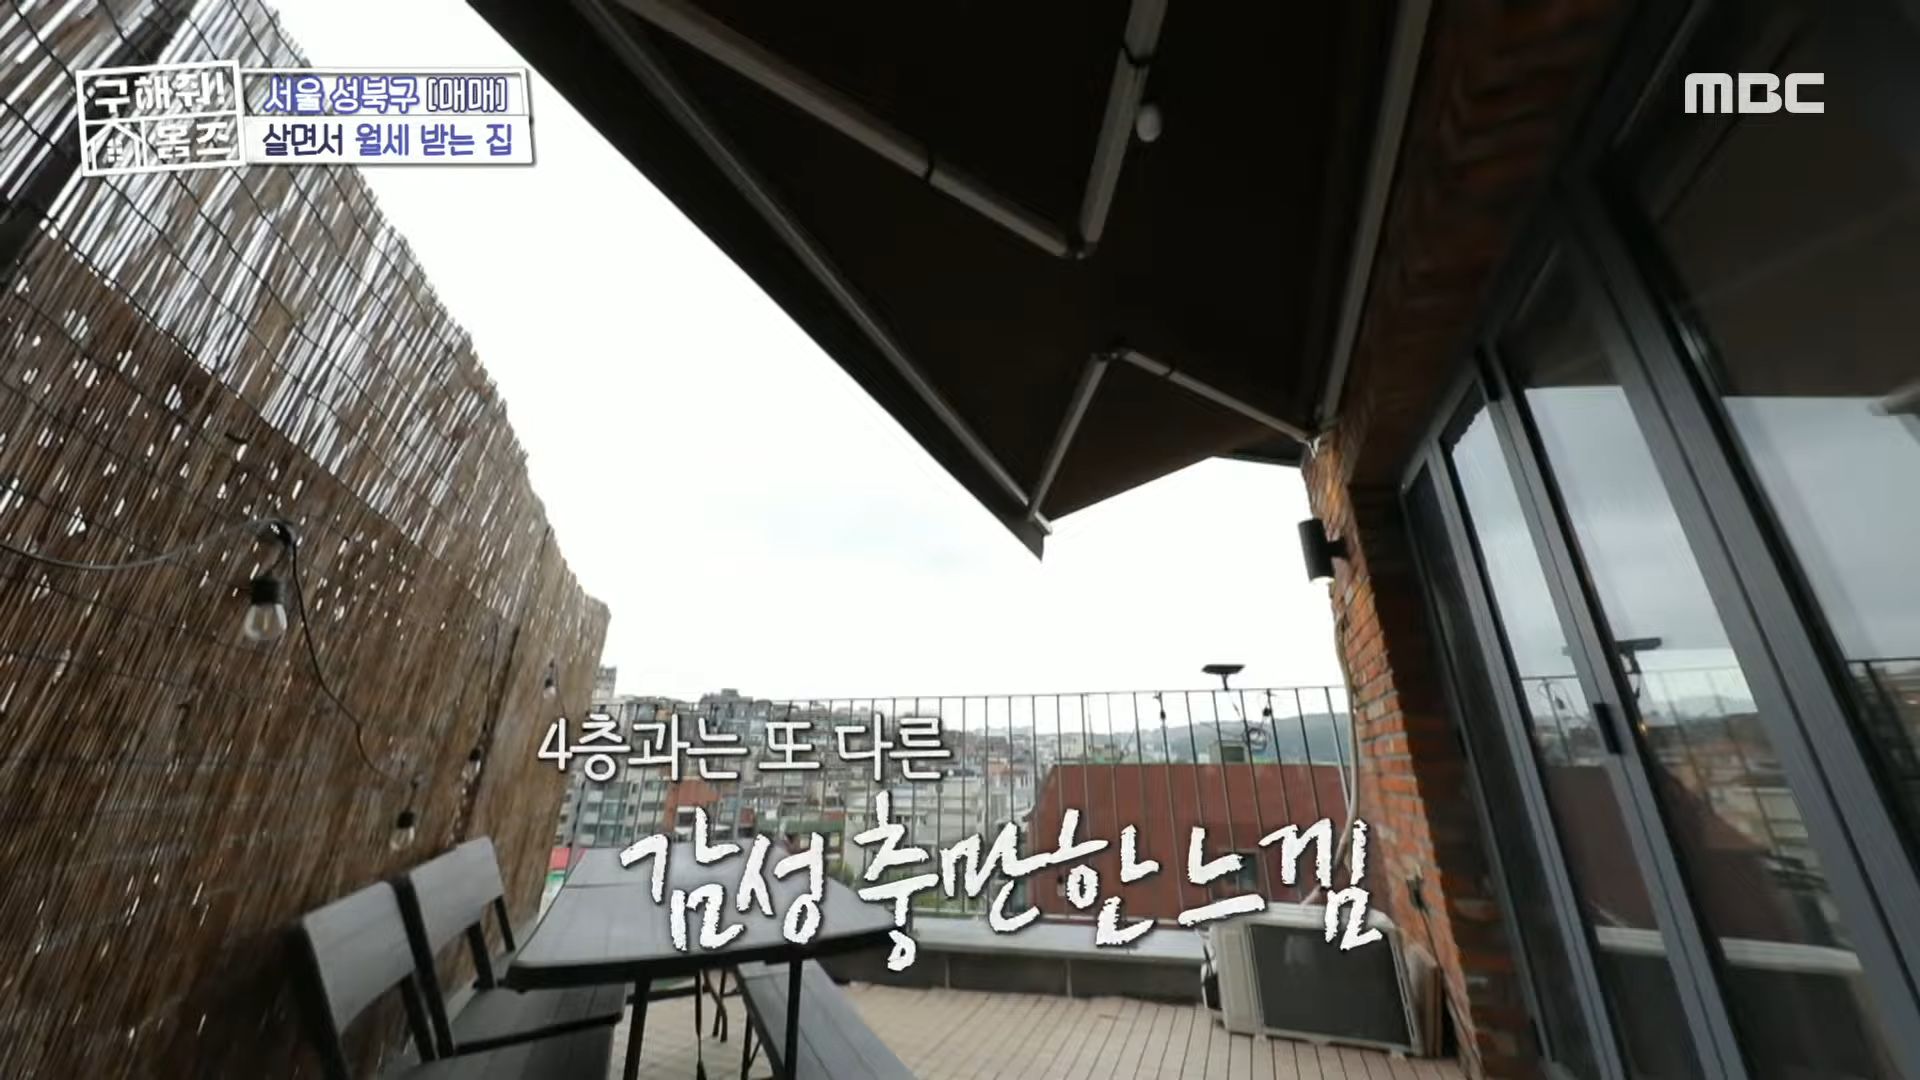 구해줘!
홈즈
서울 성북구 [매매]
살면서 월세 받는 집
MBC
4층과는 또 다른
감성 충만한 느낌